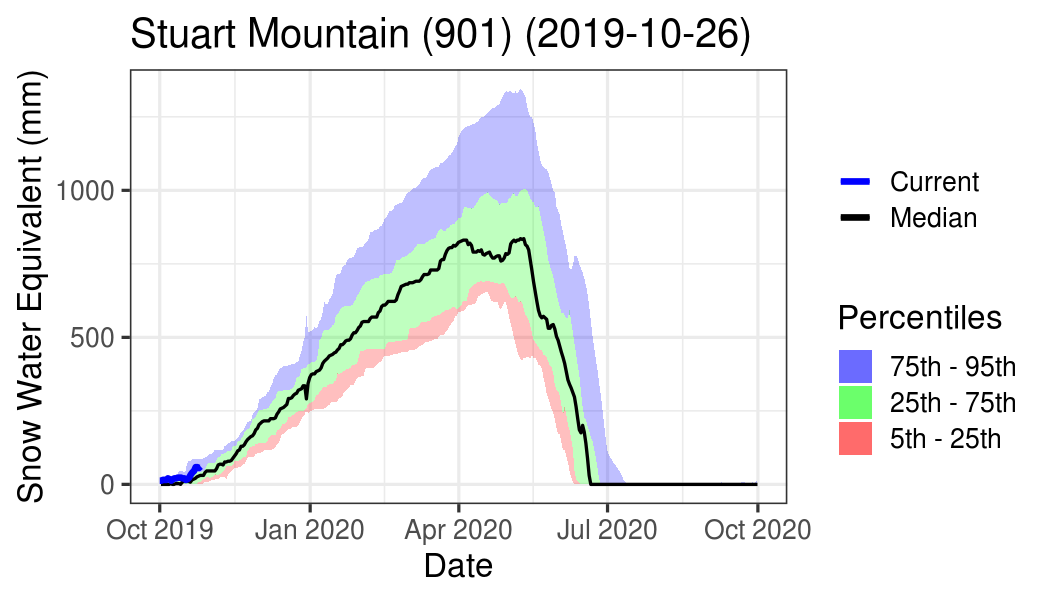 Stuart Mountain (901) (2019-10-26)
Snow Water Equivalent (mm)
1000
500
0
Oct 2019 Jan 2020 Apr 2020 Jul 2020 Oct 2020
Date
Current
Median
Percentiles
75th - 95th
25th - 75th
5th - 25th